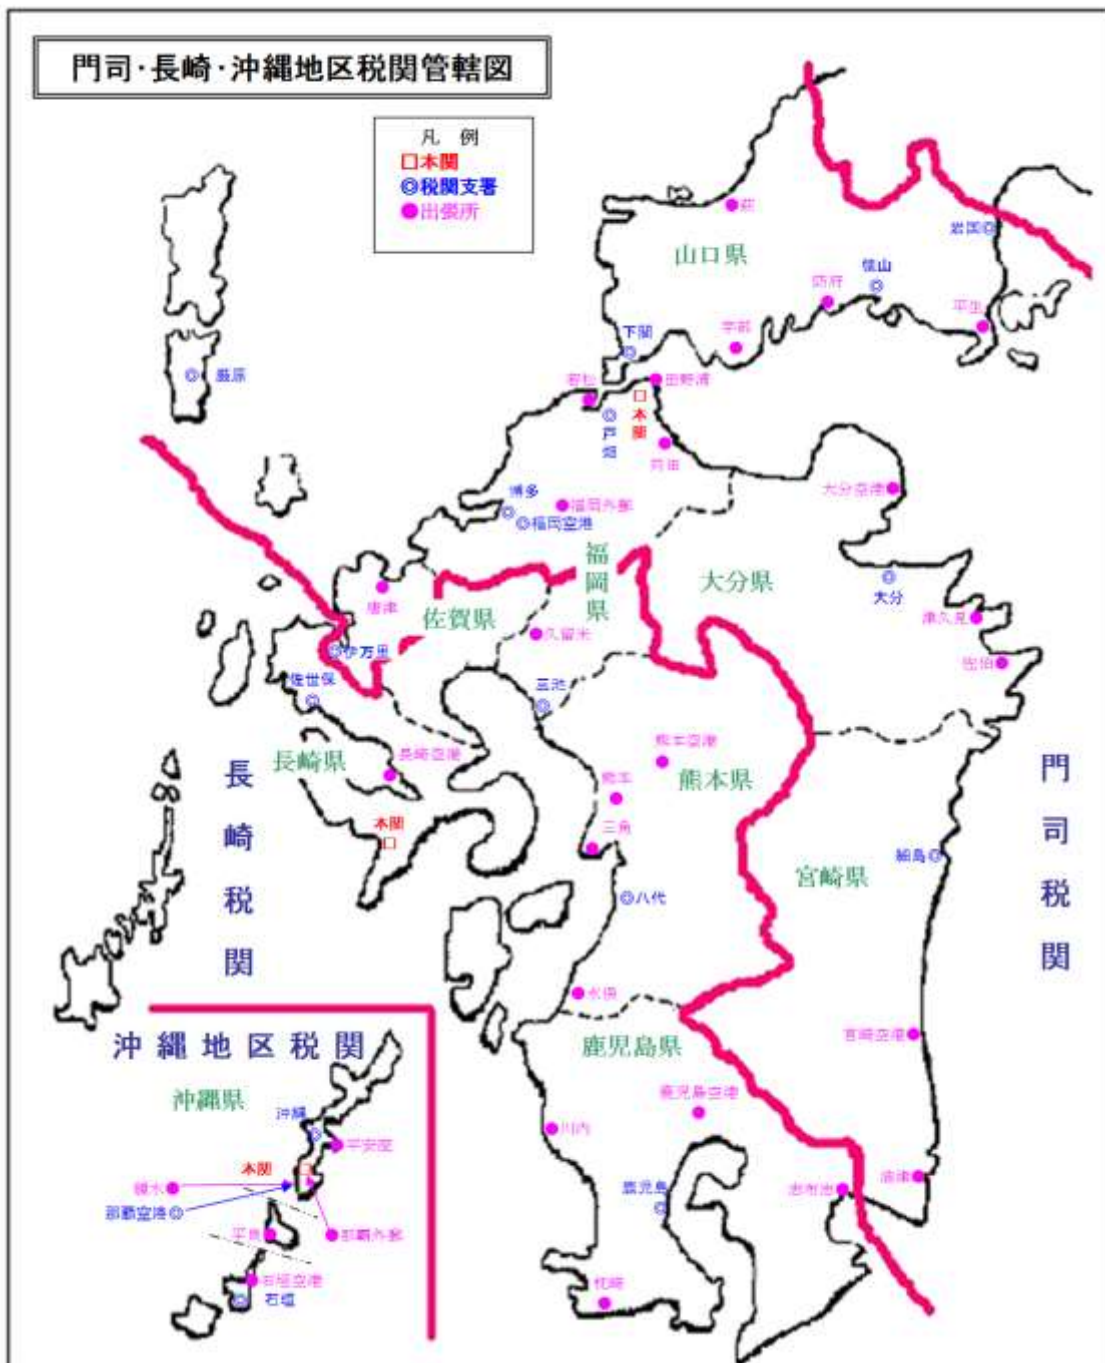 門司・長崎・沖縄地区税関管轄図
凡 例
口本関
◎税関支署
●出張所
萩
山口県
岩国◎
徳山
防府
平生
宇部
下関
厳原
若松
田野浦
口本関
戸畑
苅田
博多
福岡外郵
◎福岡空港
大分空港
福岡県
大分県
大分
唐津
佐賀県
久留米
津久見
佐伯
◎伊万里
佐世保
三池
長崎県
長崎空港
熊本空港
熊本
熊本県
三角
本関
口
長崎税関
門司税関
細島◎
宮崎県
◎八代
水俣
鹿児島県
宮崎空港
鹿児島空港
川内
鹿児島
志布志
油津
枕崎
沖縄地区税関
沖縄県
沖縄
平安座
本関
口
鏡水
那覇空港◎
平良
那覇外郵
石垣空港
石垣